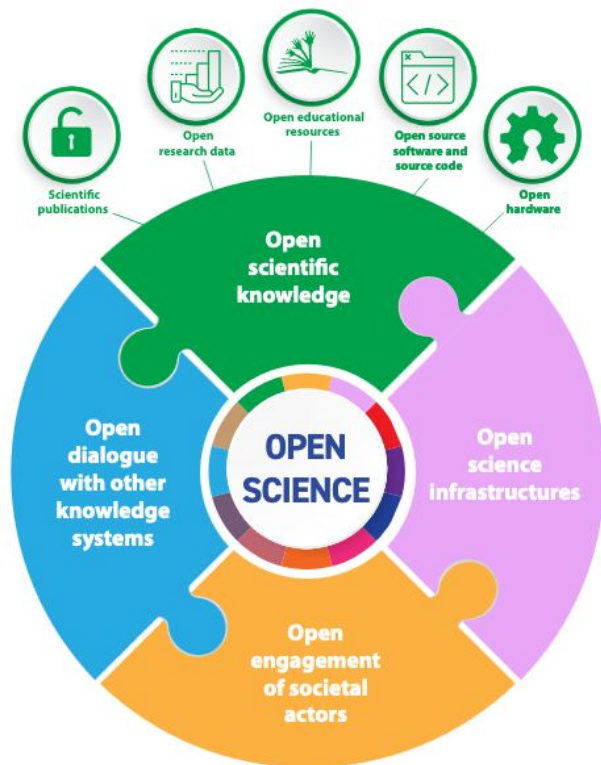 Scientific
publications
Open
research data
Open educational
resources
</>
Open source
software and
source code
Open
hardware
Open
scientific
knowledge
Open
dialogue
with other
knowledge
systems
OPEN
SCIENCE
Open
science
infrastructures
Open
engagement
of societal
actors